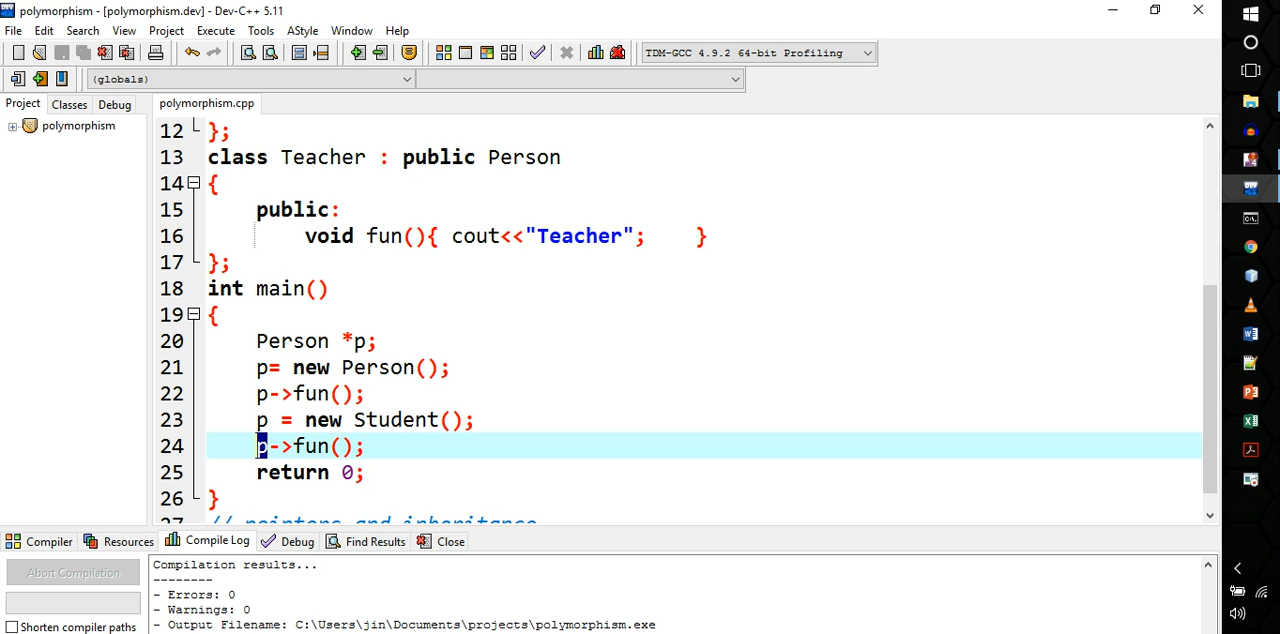 polymorphism - [polymorphism.dev] - Dev-C++ 5.11
File Edit Search View Project Execute Tools AStyle Window Help
TDM-GCC 4.9.2 64-bit Profiling
(globals)
Project Classes Debug polymorphism.cpp
polymorphism
12 };
13 class Teacher : public Person
14 {
15 public:
16 void fun(){ cout<<"Teacher"; }
17 };
18 int main()
19 {
20 Person *p;
21 p= new Person();
22 p->fun();
23 p = new Student();
24 p->fun();
25 return 0;
26 }
27 // pointers and inheritance
Compiler Resources Compile Log Debug Find Results Close
Abort Compilation
Shorten compiler paths
Compilation results...
--------
- Errors: 0
- Warnings: 0
- Output Filename: C:\Users\jin\Documents\projects\polymorphism.exe